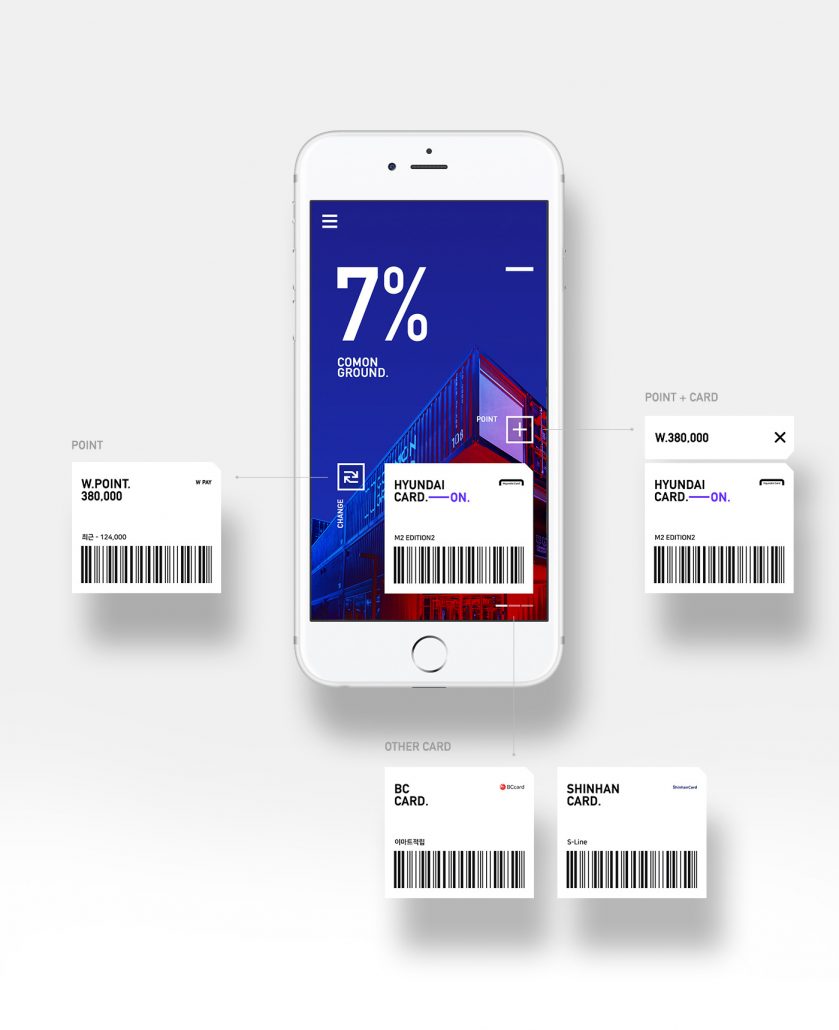 7%
COMON
GROUND.
POINT
108
CHANGE
HYUNDAI
CARD.—ON.
Hyundai Card
M2 EDITION2
POINT
W.POINT.
380,000
W PAY
최근 - 124,000
POINT + CARD
W.380,000
HYUNDAI
CARD.—ON.
Hyundai Card
M2 EDITION2
OTHER CARD
BC
CARD.
BCcard
이마트적립
SHINHAN
CARD.
ShinhanCard
S-Line